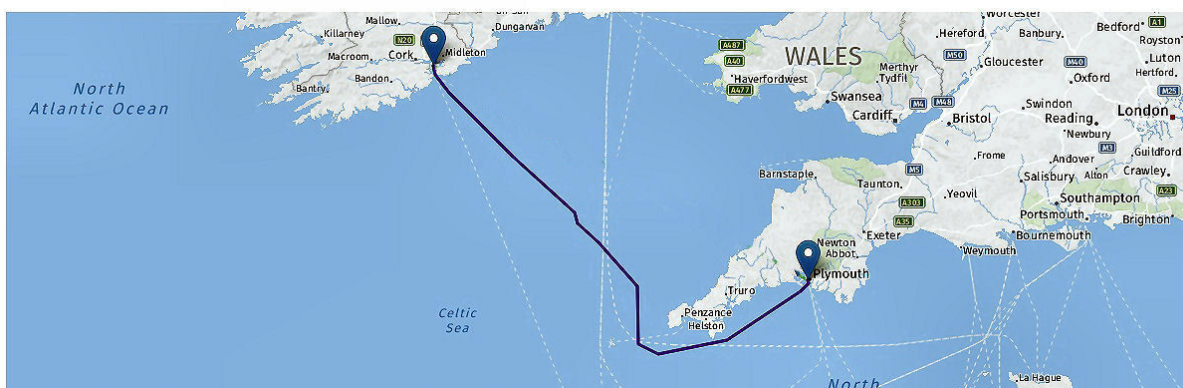 Mallow
Dungarvan
Killarney
N20
Macroom
Cork
Midleton
Bandon
Bantry
North
Atlantic Ocean
Celtic
Sea
A487
A40
A477
Haverfordwest
WALES
Merthyr
Tydfil
Swansea
Cardiff
M4
M48
Worcester
Hereford
M50
Gloucester
Banbury
Bedford
A1
Royston
Luton
M40
Hertford
Oxford
M25
London
Swindon
Reading
Bristol
Newbury
M3
Guildford
Frome
Andover
Barnstaple
M5
Taunton
Salisbury
Alton
Crawley
A303
Yeovil
A23
Southampton
A35
Portsmouth
Brighton
Exeter
Bournemouth
Weymouth
Newton
Abbot
Plymouth
Truro
Penzance
Helston
La Hague
North